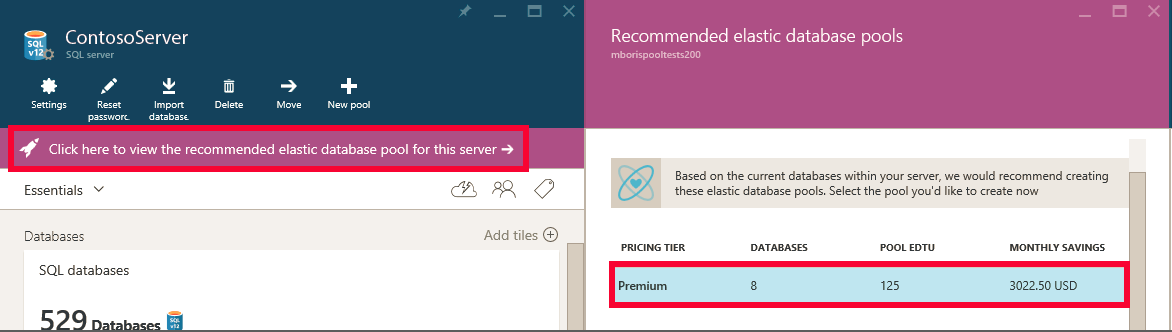 SQL
v12
ContosoServer
SQL server
Settings
Reset
passworc.
Import
database.
Delete
Move
New pool
Click here to view the recommended elastic database pool for this server →
Essentials
Databases
Add tiles
SQL databases
529 Databases
SQL
v12
Recommended elastic database pools
mborispooltests200
Based on the current databases within your server, we would recommend creating
these elastic database pools. Select the pool you'd like to create now
PRICING TIER DATABASES POOL EDTU MONTHLY SAVINGS
Premium 8 125 3022.50 USD